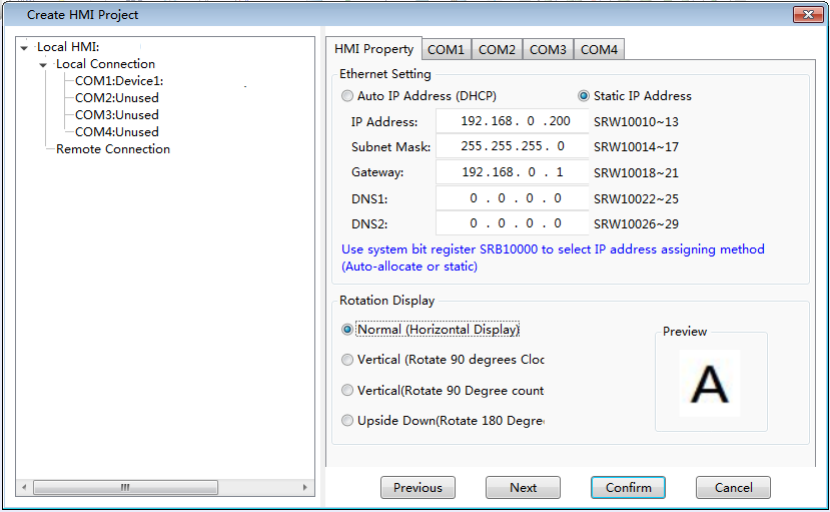 Create HMI Project
Local HMI:
Local Connection
COM1:Device1:
COM2:Unused
COM3:Unused
COM4:Unused
Remote Connection
HMI Property COM1 COM2 COM3 COM4
Ethernet Setting
Auto IP Address (DHCP) Static IP Address
IP Address: 192.168. 0 .200 SRW10010~13
Subnet Mask: 255.255.255. 0 SRW10014~17
Gateway: 192.168. 0 . 1 SRW10018~21
DNS1: 0 . 0 . 0 . 0 SRW10022~25
DNS2: 0 . 0 . 0 . 0 SRW10026~29
Use system bit register SRB10000 to select IP address assigning method
(Auto-allocate or static)
Rotation Display
Normal (Horizontal Display)
Vertical (Rotate 90 degrees Cloc
Vertical(Rotate 90 Degree count
Upside Down(Rotate 180 Degre
Preview
A
Previous Next Confirm Cancel